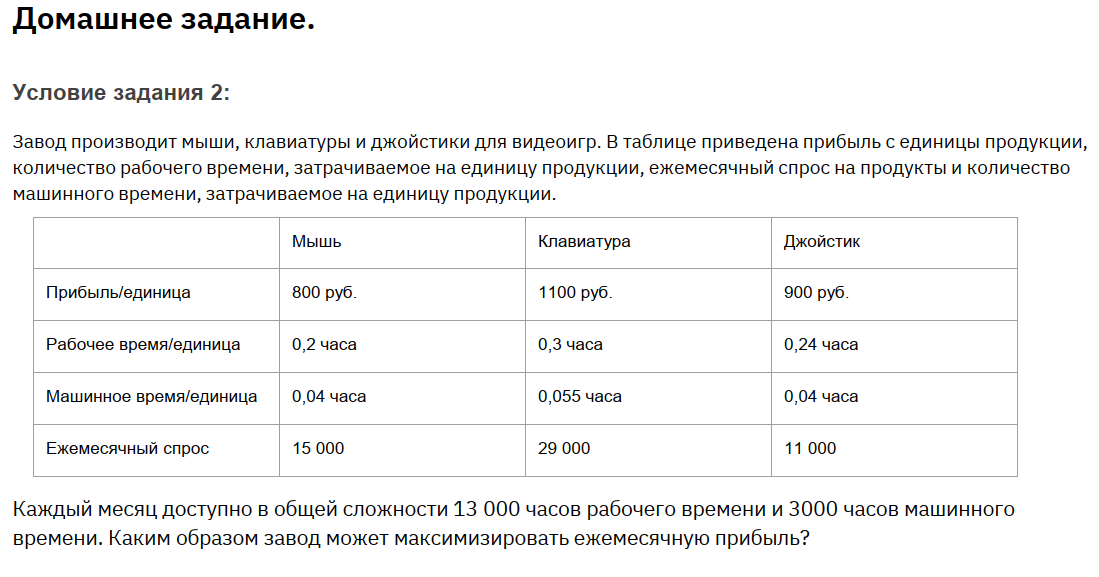 Домашнее задание.
Условие задания 2:
Завод производит мыши, клавиатуры и джойстики для видеоигр. В таблице приведена прибыль с единицы продукции,
количество рабочего времени, затрачиваемое на единицу продукции, ежемесячный спрос на продукты и количество
машинного времени, затрачиваемое на единицу продукции.
Мышь Клавиатура Джойстик
Прибыль/единица 800 руб. 1100 руб. 900 руб.
Рабочее время/единица 0,2 часа 0,3 часа 0,24 часа
Машинное время/единица 0,04 часа 0,055 часа 0,04 часа
Ежемесячный спрос 15 000 29 000 11 000
Каждый месяц доступно в общей сложности 13 000 часов рабочего времени и 3000 часов машинного
времени. Каким образом завод может максимизировать ежемесячную прибыль?